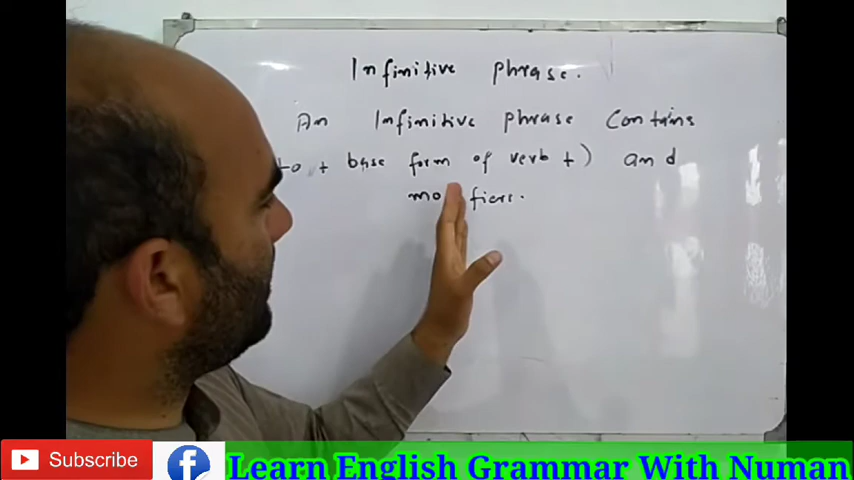 Infinitive phrase.
An Infinitive phrase contains
to + base form of verb +) and
mo fiers.
Subscribe
f Learn English Grammar With Numan